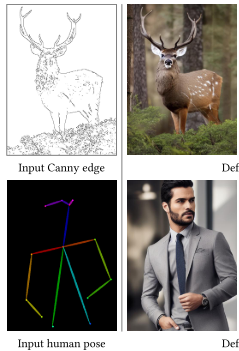 Input Canny edge
Def
Input human pose
Def